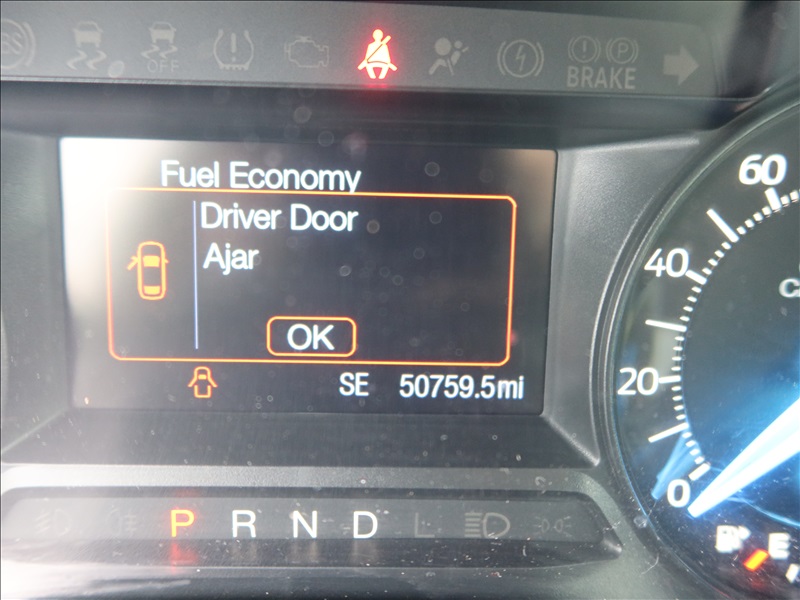 OFF
BRAKE
Fuel Economy
Driver Door
Ajar
OK
SE 50759.5mi
P R N D L
60
40
20
0
E